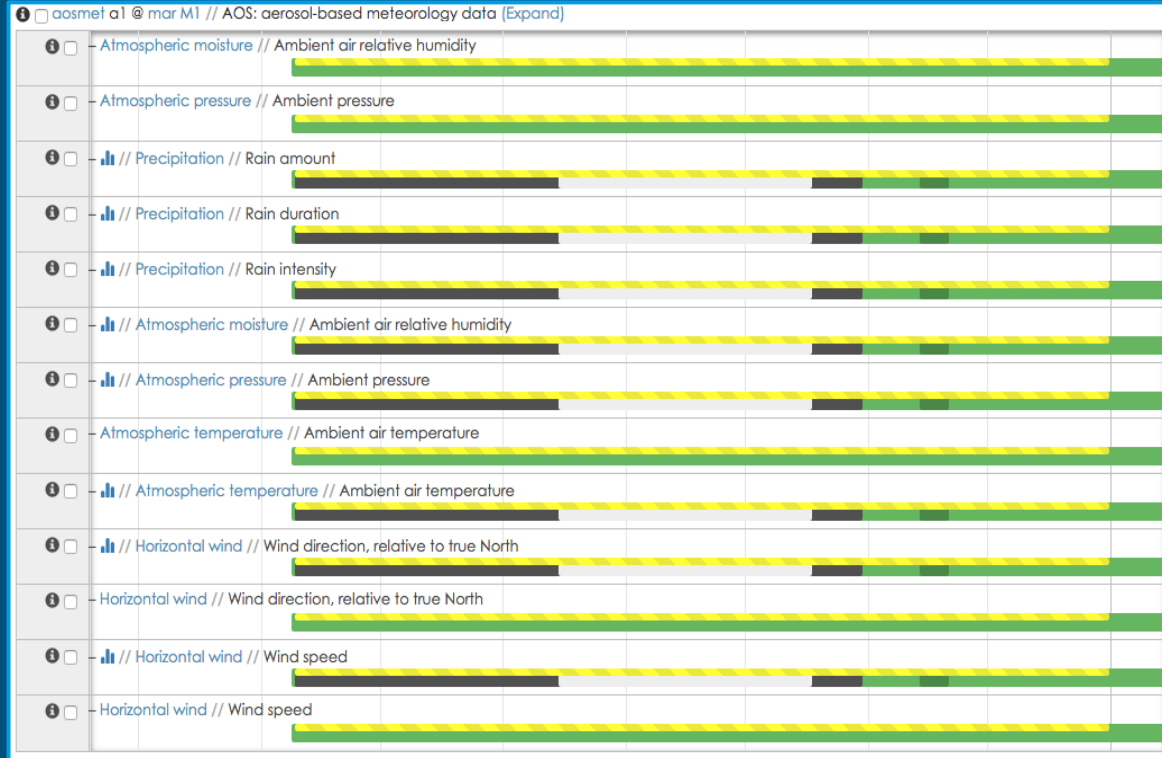 aosmet a1 @ mar M1 // AOS: aerosol-based meteorology data (Expand)
– Atmospheric moisture // Ambient air relative humidity
– Atmospheric pressure // Ambient pressure
– // Precipitation // Rain amount
– // Precipitation // Rain duration
– // Precipitation // Rain intensity
– // Atmospheric moisture // Ambient air relative humidity
– // Atmospheric pressure // Ambient pressure
– Atmospheric temperature // Ambient air temperature
– // Atmospheric temperature // Ambient air temperature
– // Horizontal wind // Wind direction, relative to true North
– Horizontal wind // Wind direction, relative to true North
– // Horizontal wind // Wind speed
– Horizontal wind // Wind speed